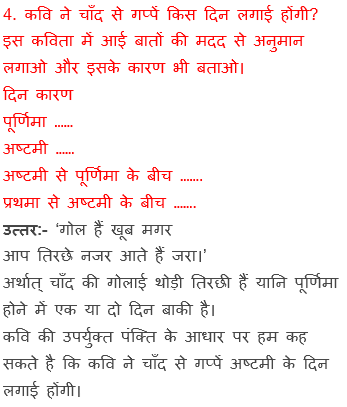 4. कवि ने चाँद से गप्पें किस दिन लगाई होंगी?
इस कविता में आई बातों की मदद से अनुमान
लगाओ और इसके कारण भी बताओ।
दिन कारण
पूर्णिमा ……
अष्टमी ……
अष्टमी से पूर्णिमा के बीच …….
प्रथमा से अष्टमी के बीच …….
उत्तर:- ‘गोल हैं खूब मगर
आप तिरछे नजर आते हैं जरा।’
अर्थात् चाँद की गोलाई थोड़ी तिरछी हैं यानि पूर्णिमा
होने में एक या दो दिन बाकी है।
कवि की उपर्युक्त पंक्ति के आधार पर हम कह
सकते है कि कवि ने चाँद से गप्पें अष्टमी के दिन
लगाई होंगी।